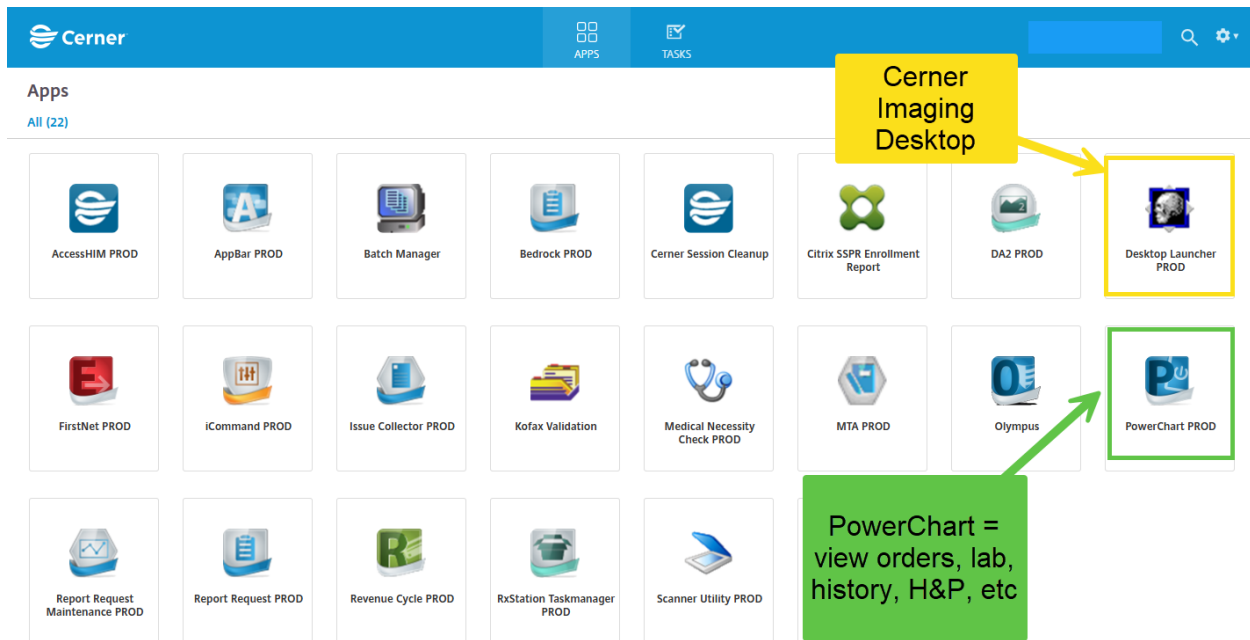 Cerner
APPS
TASKS
Cerner
Imaging
Desktop
Apps
All (22)
AccessHIM PROD
AppBar PROD
Batch Manager
Bedrock PROD
Cerner Session Cleanup
Citrix SSPR Enrollment
Report
DA2 PROD
Desktop Launcher
PROD
FirstNet PROD
iCommand PROD
Issue Collector PROD
Kofax Validation
Medical Necessity
Check PROD
MTA PROD
Olympus
PowerChart PROD
Report Request
Maintenance PROD
Report Request PROD
Revenue Cycle PROD
RxStation Taskmanager
PROD
Scanner Utility PROD
PowerChart =
view orders, lab,
history, H&P, etc